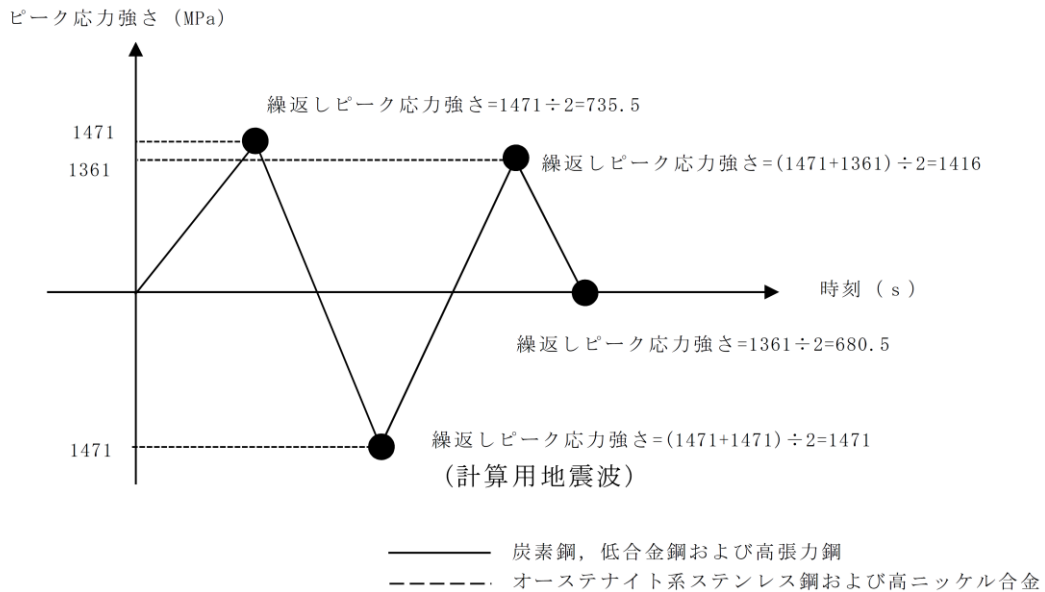 ピーク応力強さ (MPa)
繰返しピーク応力強さ=1471÷2=735.5
1471
1361
繰返しピーク応力強さ=(1471+1361)÷2=1416
時刻 (s)
繰返しピーク応力強さ=1361÷2=680.5
1471
繰返しピーク応力強さ=(1471+1471)÷2=1471
(計算用地震波)
炭素鋼，低合金鋼および高張力鋼
オーステナイト系ステンレス鋼および高ニッケル合金